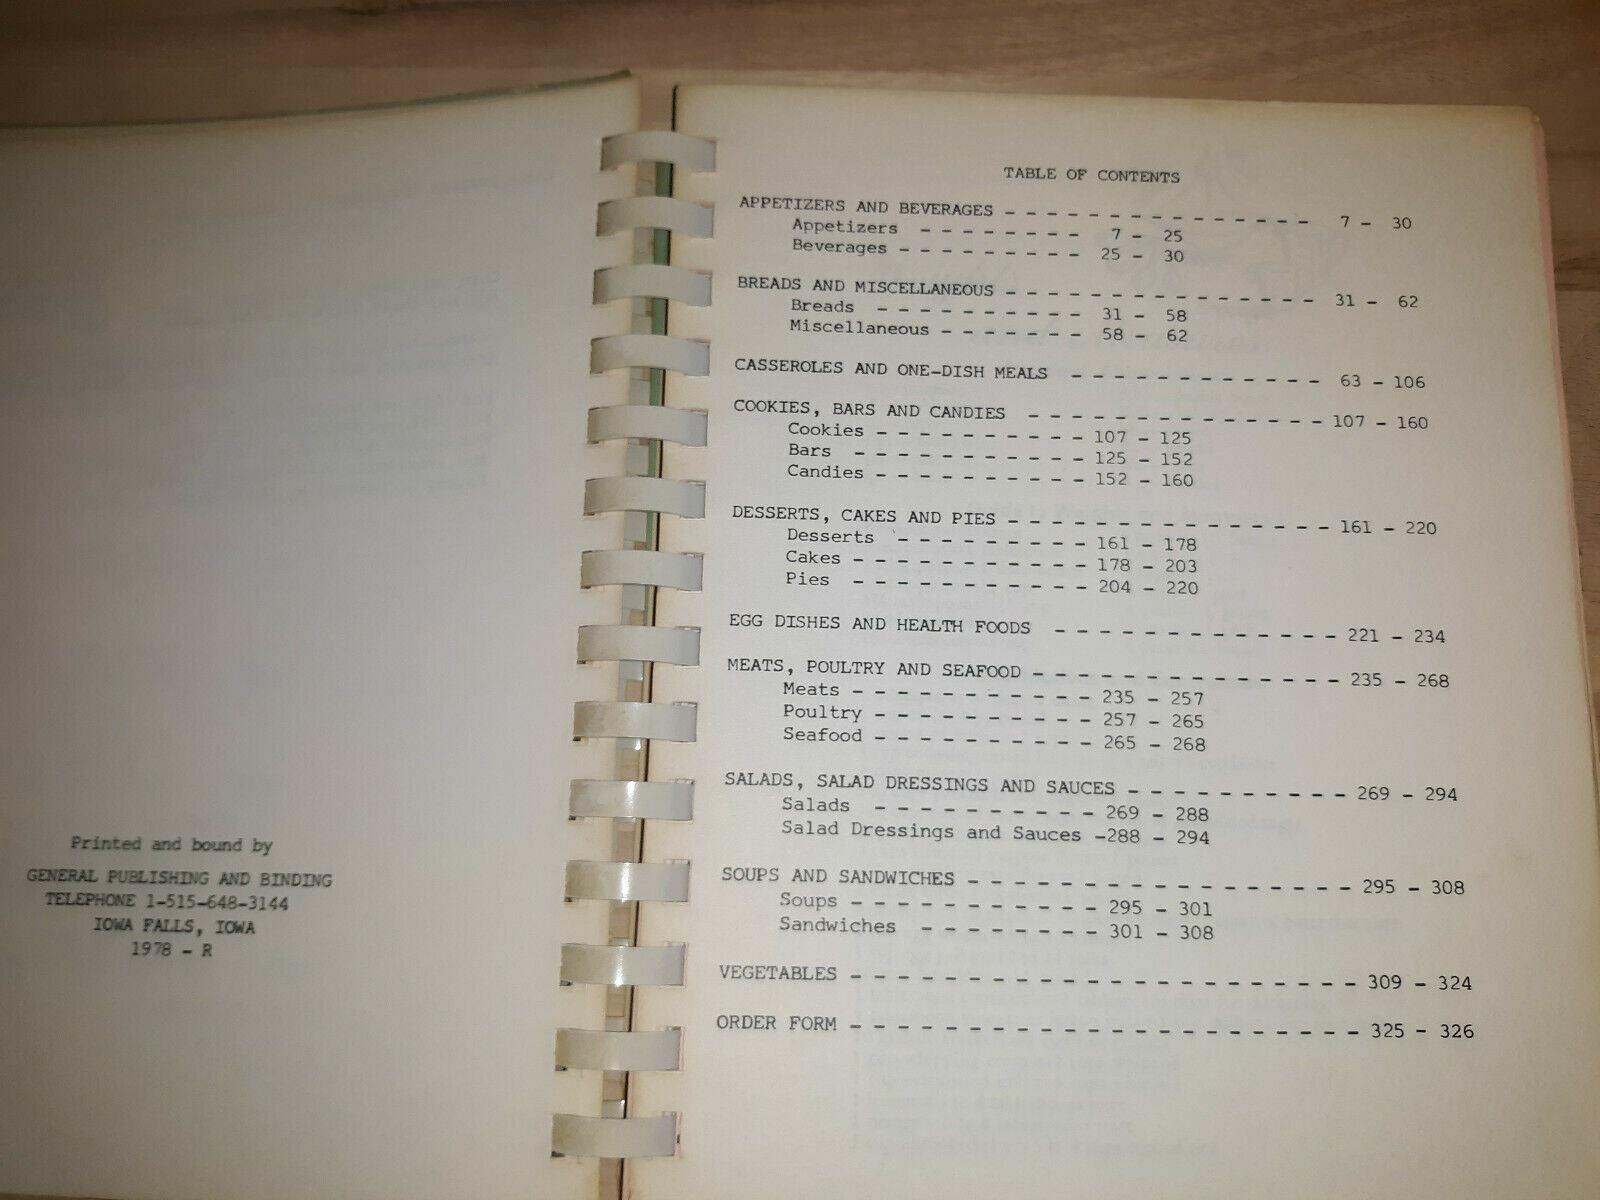 Printed and bound by
GENERAL PUBLISHING AND BINDING
TELEPHONE 1-515-648-3144
IOWA FALLS, IOWA
1978 - R
TABLE OF CONTENTS
APPETIZERS AND BEVERAGES - - - - - - - - - - - - - - - 7 - 30
Appetizers - - - - - - - - 7 - 25
Beverages - - - - - - - - - 25 - 30
BREADS AND MISCELLANEOUS - - - - - - - - - - - - - - - 31 - 62
Breads - - - - - - - - - - 31 - 58
Miscellaneous - - - - - - - 58 - 62
CASSEROLES AND ONE-DISH MEALS - - - - - - - - - - - - 63 - 106
COOKIES, BARS AND CANDIES - - - - - - - - - - - - - - 107 - 160
Cookies - - - - - - - - - - 107 - 125
Bars - - - - - - - - - - - 125 - 152
Candies - - - - - - - - - - 152 - 160
DESSERTS, CAKES AND PIES - - - - - - - - - - - - - - - 161 - 220
Desserts - - - - - - - - - 161 - 178
Cakes - - - - - - - - - - - 178 - 203
Pies - - - - - - - - - - - 204 - 220
EGG DISHES AND HEALTH FOODS - - - - - - - - - - - - - 221 - 234
MEATS, POULTRY AND SEAFOOD - - - - - - - - - - - - - - 235 - 268
Meats - - - - - - - - - - - 235 - 257
Poultry - - - - - - - - - - 257 - 265
Seafood - - - - - - - - - - 265 - 268
SALADS, SALAD DRESSINGS AND SAUCES - - - - - - - - - - 269 - 294
Salads - - - - - - - - - - 269 - 288
Salad Dressings and Sauces -288 - 294
SOUPS AND SANDWICHES - - - - - - - - - - - - - - - - - 295 - 308
Soups - - - - - - - - - - - 295 - 301
Sandwiches - - - - - - - - 301 - 308
VEGETABLES - - - - - - - - - - - - - - - - - - - - - - 309 - 324
ORDER FORM - - - - - - - - - - - - - - - - - - - - - - 325 - 326